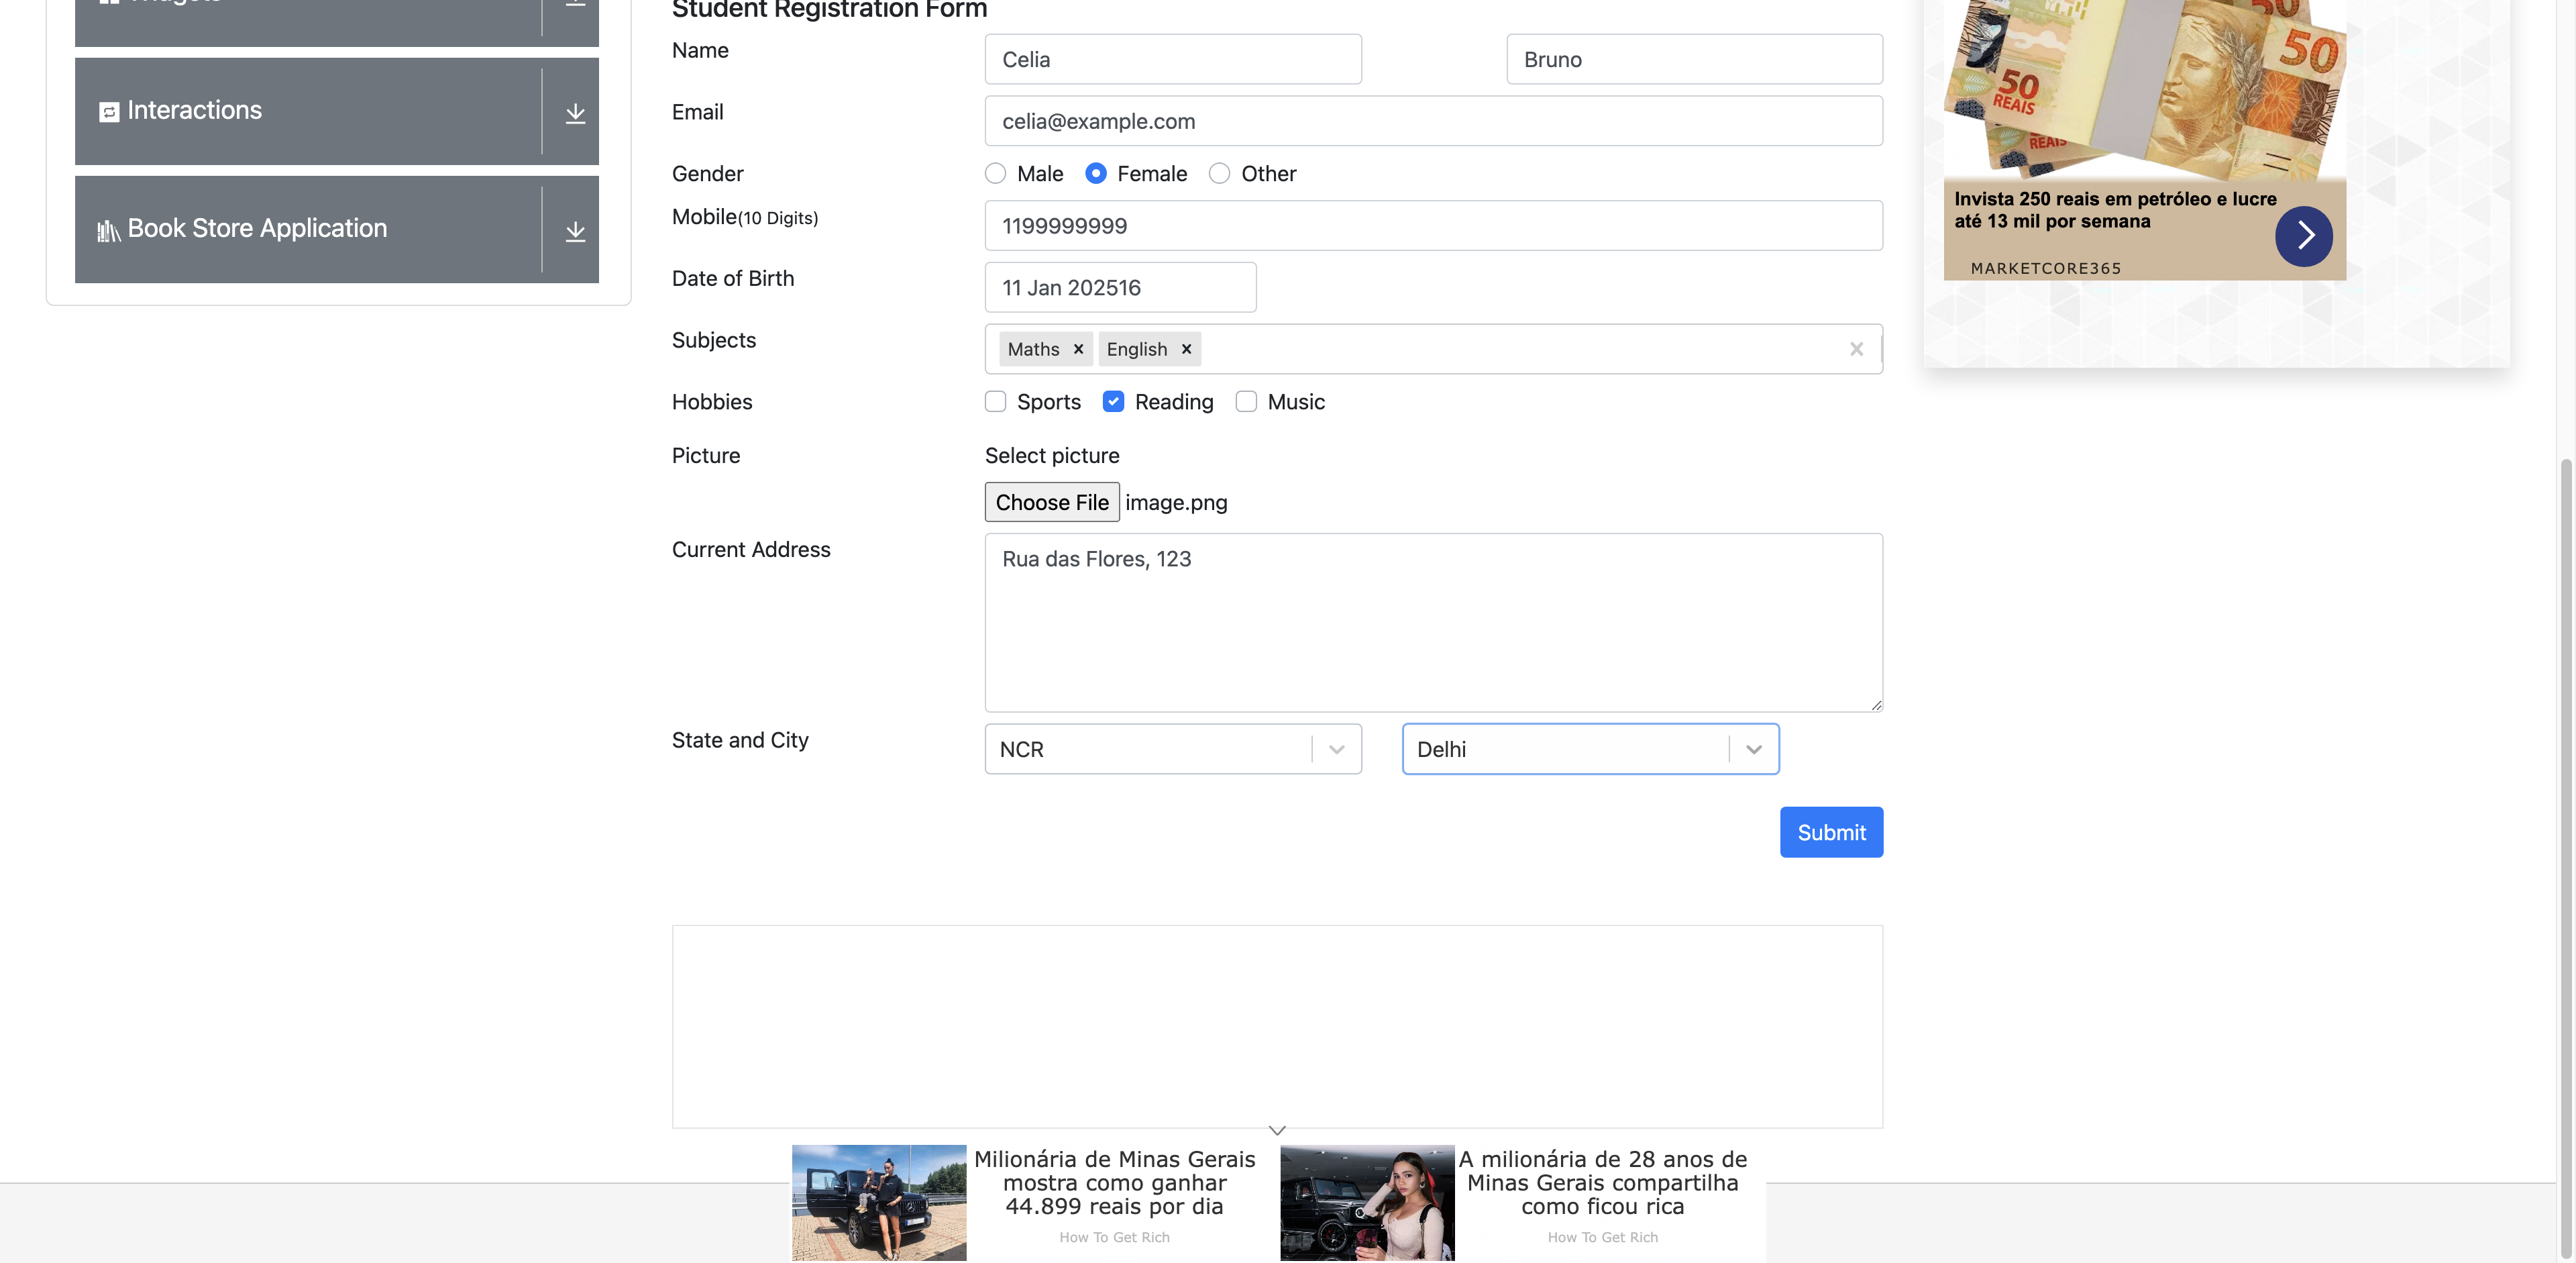 Widgets
Interactions
Book Store Application
Student Registration Form
Name
Celia
Bruno
Email
celia@example.com
Gender
Male
Female
Other
Mobile(10 Digits)
1199999999
Date of Birth
11 Jan 202516
Subjects
Maths ×
English ×
×
Hobbies
Sports
Reading
Music
Picture
Select picture
Choose File image.png
Current Address
Rua das Flores, 123
State and City
NCR
Delhi
Submit
50
50
50
REAIS
REAIS
Invista 250 reais em petróleo e lucre
até 13 mil por semana
MARKETCORE365
Milionária de Minas Gerais
mostra como ganhar
44.899 reais por dia
How To Get Rich
A milionária de 28 anos de
Minas Gerais compartilha
como ficou rica
How To Get Rich